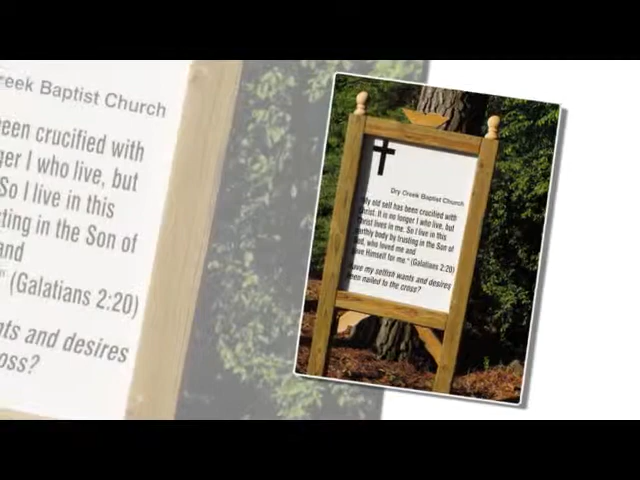 Creek Baptist Church
een crucified with
ger I who live, but
So I live in this
ting in the Son of
and
(Galatians 2:20)
nts and desires
oss?
Dry Creek Baptist Church
"My old self has been crucified with
Christ. It is no longer I who live, but
Christ lives in me. So I live in this
earthly body by trusting in the Son of
God, who loved me and
gave Himself for me." (Galatians 2:20)
Have my selfish wants and desires
been nailed to the cross?